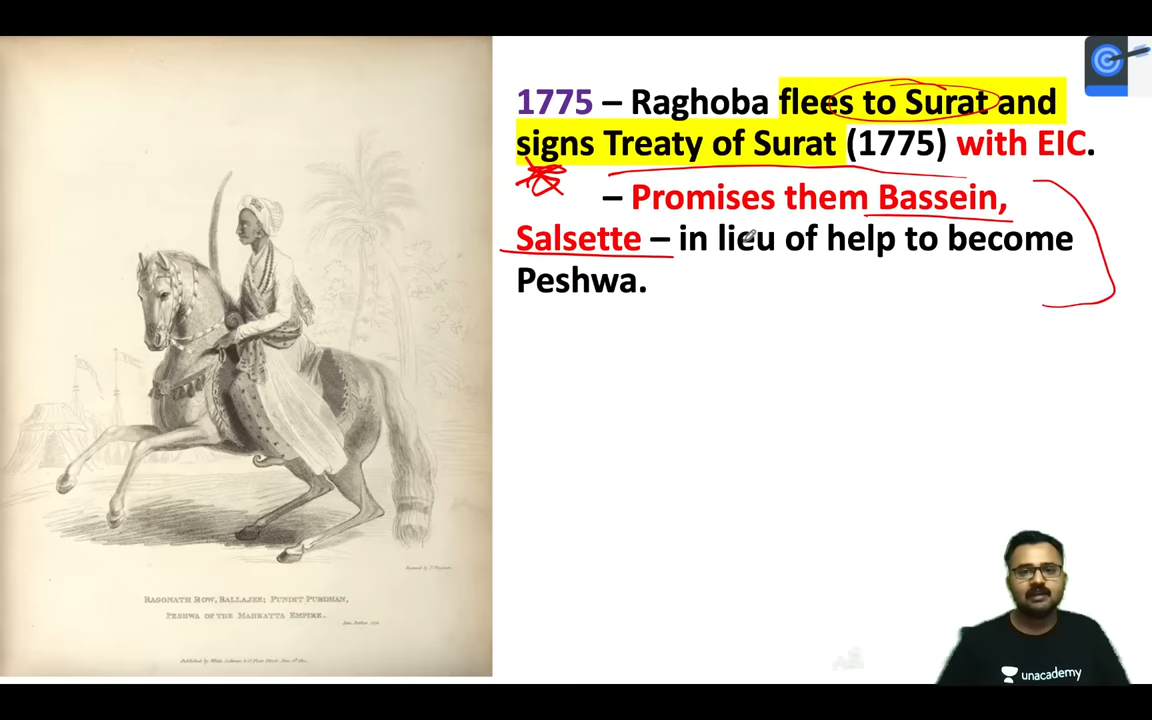 1775 – Raghoba flees to Surat and
signs Treaty of Surat (1775) with EIC.
– Promises them Bassein,
Salsette – in lieu of help to become
Peshwa.
RAGONATH ROW, BALLAJEE; PUNDIT PURDHAN,
PESHWA OF THE MAHRATTA EMPIRE.
unacademy